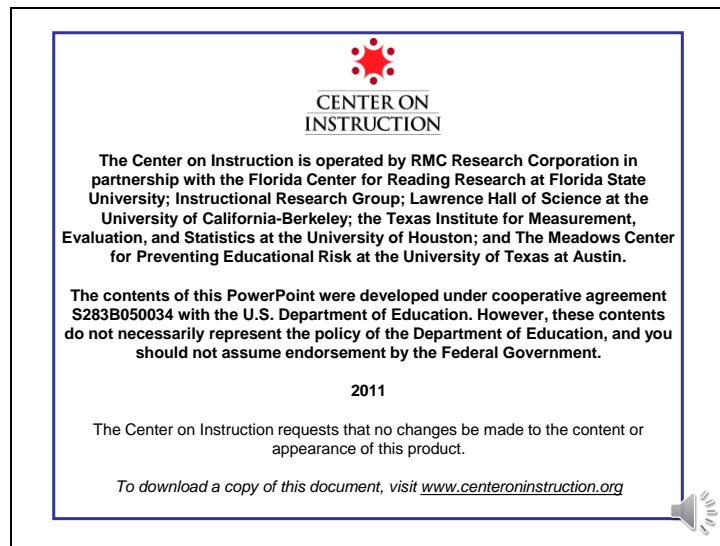 CENTER ON
INSTRUCTION
The Center on Instruction is operated by RMC Research Corporation in
partnership with the Florida Center for Reading Research at Florida State
University; Instructional Research Group; Lawrence Hall of Science at the
University of California-Berkeley; the Texas Institute for Measurement,
Evaluation, and Statistics at the University of Houston; and The Meadows Center
for Preventing Educational Risk at the University of Texas at Austin.
The contents of this PowerPoint were developed under cooperative agreement
S283B050034 with the U.S. Department of Education. However, these contents
do not necessarily represent the policy of the Department of Education, and you
should not assume endorsement by the Federal Government.
2011
The Center on Instruction requests that no changes be made to the content or
appearance of this product.
To download a copy of this document, visit www.centeroninstruction.org